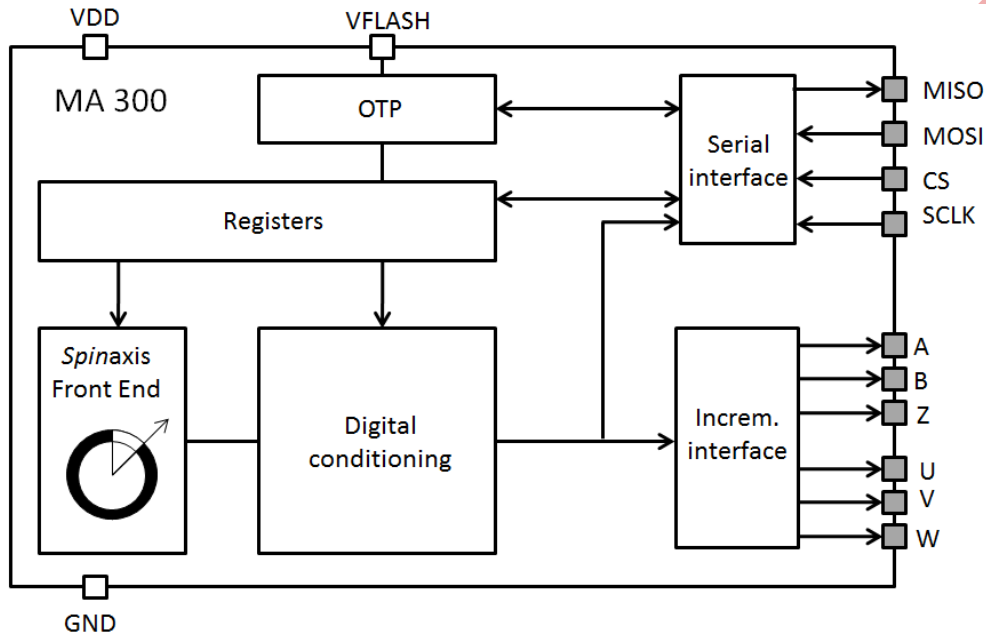 VDD
VFLASH
MA 300
OTP
Serial
interface
MISO
MOSI
CS
SCLK
Registers
Spinaxis
Front End
Digital
conditioning
Increm.
interface
A
B
Z
U
V
W
GND